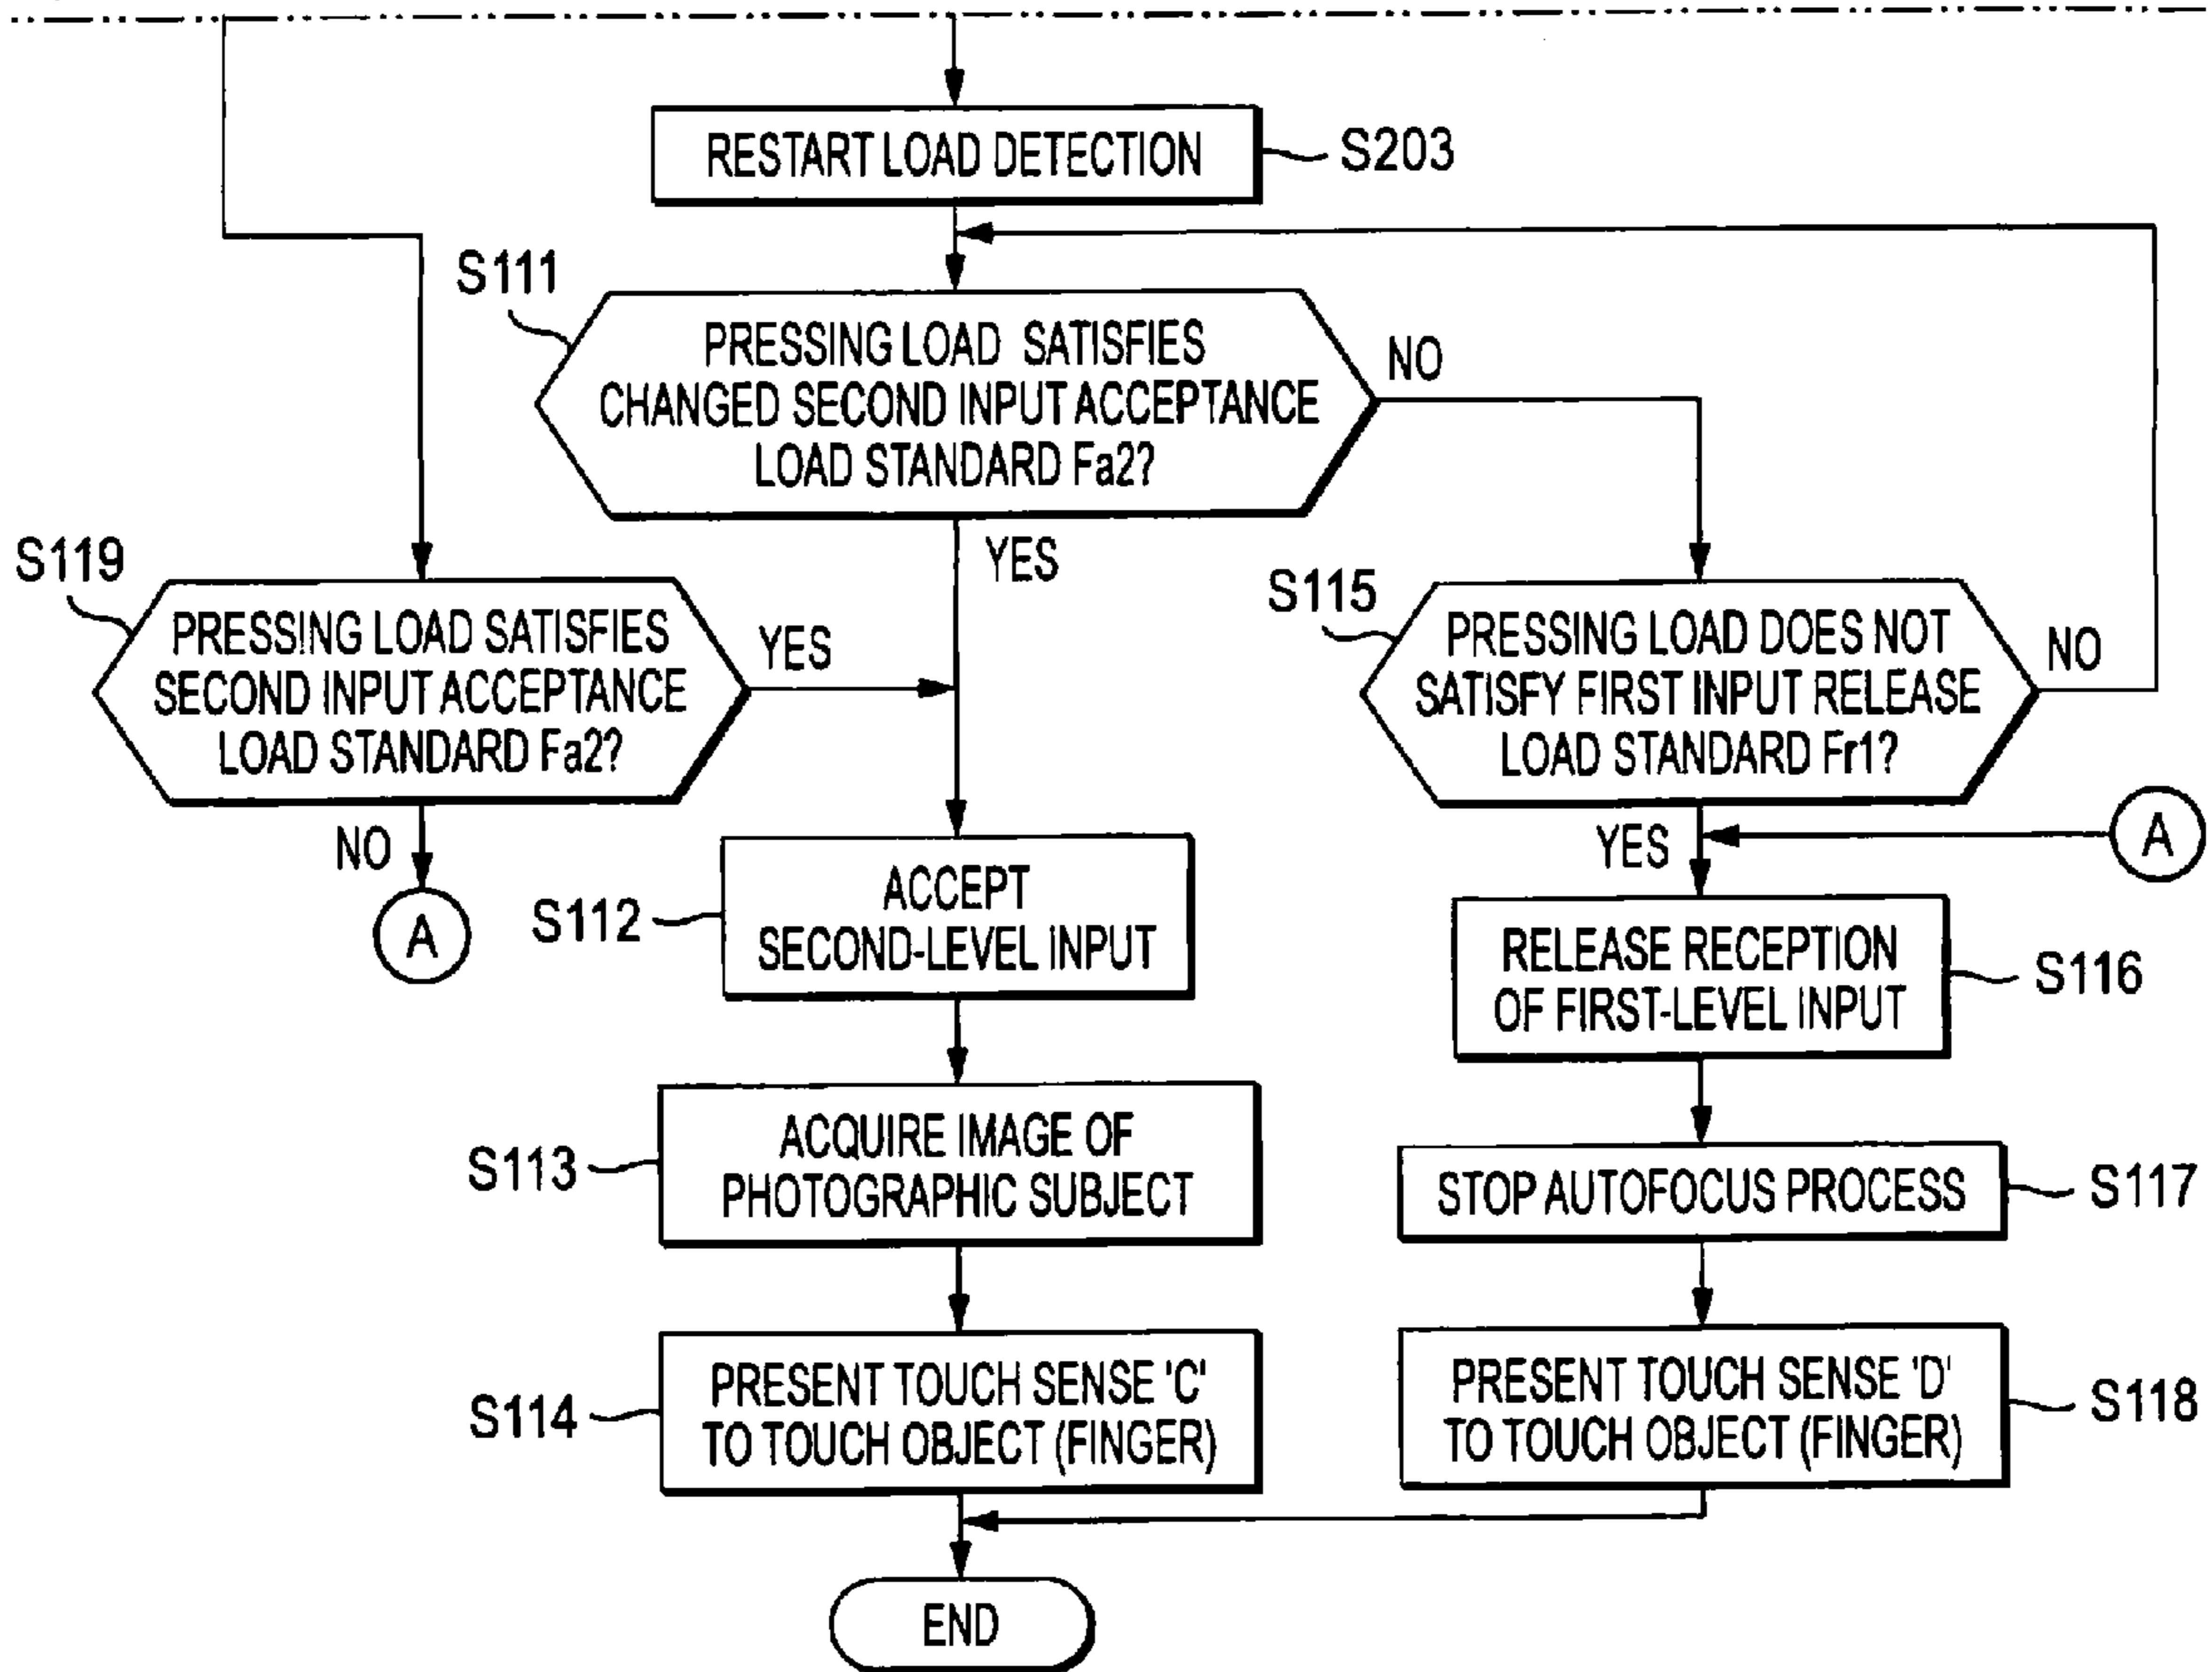 RESTART LOAD DETECTION
S203
S111
PRESSING LOAD SATISFIES
CHANGED SECOND INPUT ACCEPTANCE
LOAD STANDARD Fa2?
NO
YES
S119
PRESSING LOAD SATISFIES
SECOND INPUT ACCEPTANCE
LOAD STANDARD Fa2?
YES
NO
A
S115
PRESSING LOAD DOES NOT
SATISFY FIRST INPUT RELEASE
LOAD STANDARD Fr1?
NO
YES
A
S112
ACCEPT
SECOND-LEVEL INPUT
RELEASE RECEPTION
OF FIRST-LEVEL INPUT
S116
S113
ACQUIRE IMAGE OF
PHOTOGRAPHIC SUBJECT
STOP AUTOFOCUS PROCESS
S117
S114
PRESENT TOUCH SENSE 'C'
TO TOUCH OBJECT (FINGER)
PRESENT TOUCH SENSE 'D'
TO TOUCH OBJECT (FINGER)
S118
END